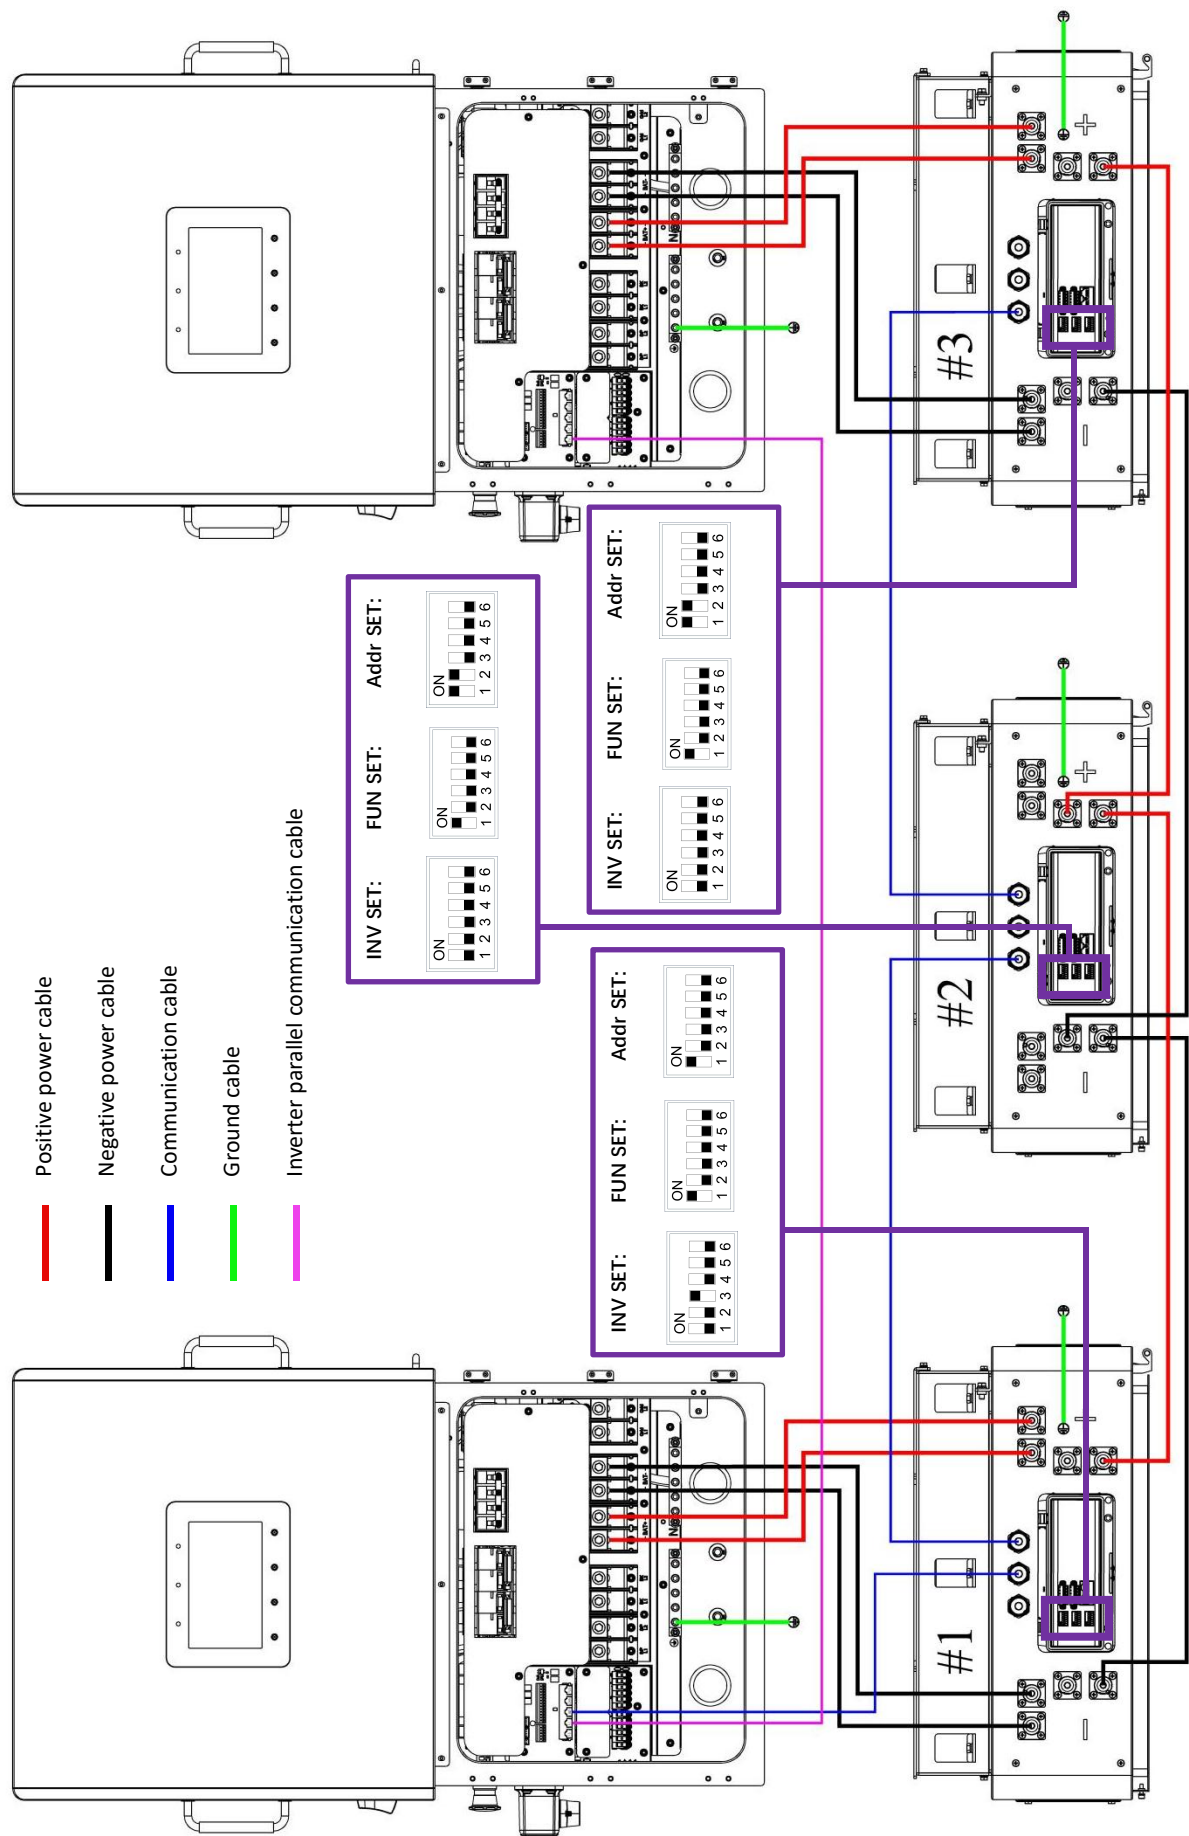 Positive power cable
Negative power cable
Communication cable
Ground cable
Inverter parallel communication cable
INV SET:
FUN SET:
Addr SET:
ON
1 2 3 4 5 6
ON
1 2 3 4 5 6
ON
1 2 3 4 5 6
INV SET:
FUN SET:
Addr SET:
ON
1 2 3 4 5 6
ON
1 2 3 4 5 6
ON
1 2 3 4 5 6
INV SET:
FUN SET:
Addr SET:
ON
1 2 3 4 5 6
ON
1 2 3 4 5 6
ON
1 2 3 4 5 6
BAT+
BAT-
N
BAT+
BAT-
N
#1
#2
#3